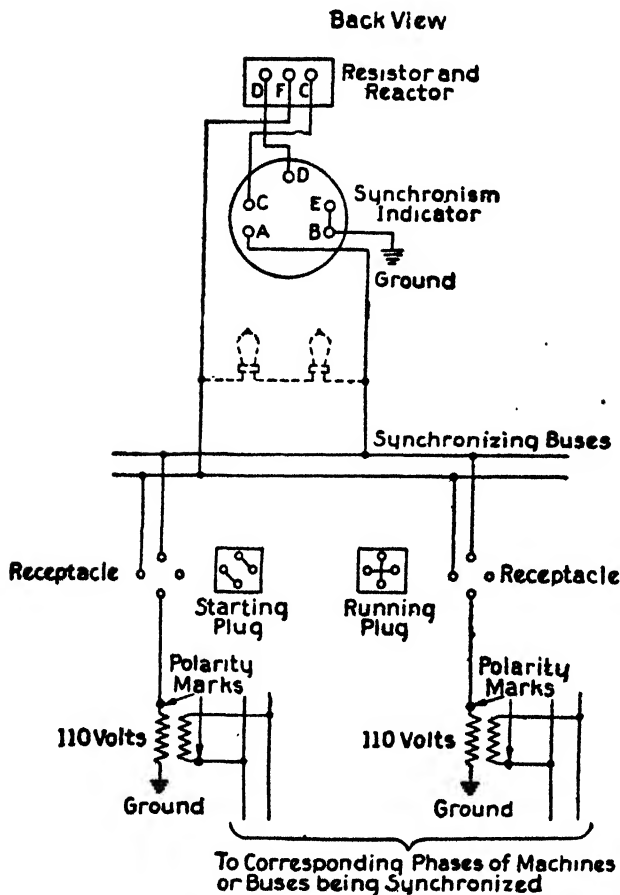 Back View
Resistor and
Reactor
D F C
D
C
E
Synchronism
Indicator
A
B
Ground
Synchronizing Buses
Receptacle
Receptacle
Starting
Plug
Running
Plug
Polarity
Marks
Polarity
Marks
110 Volts
110 Volts
Ground
Ground
To Corresponding Phases of Machines
or Buses being Synchronized